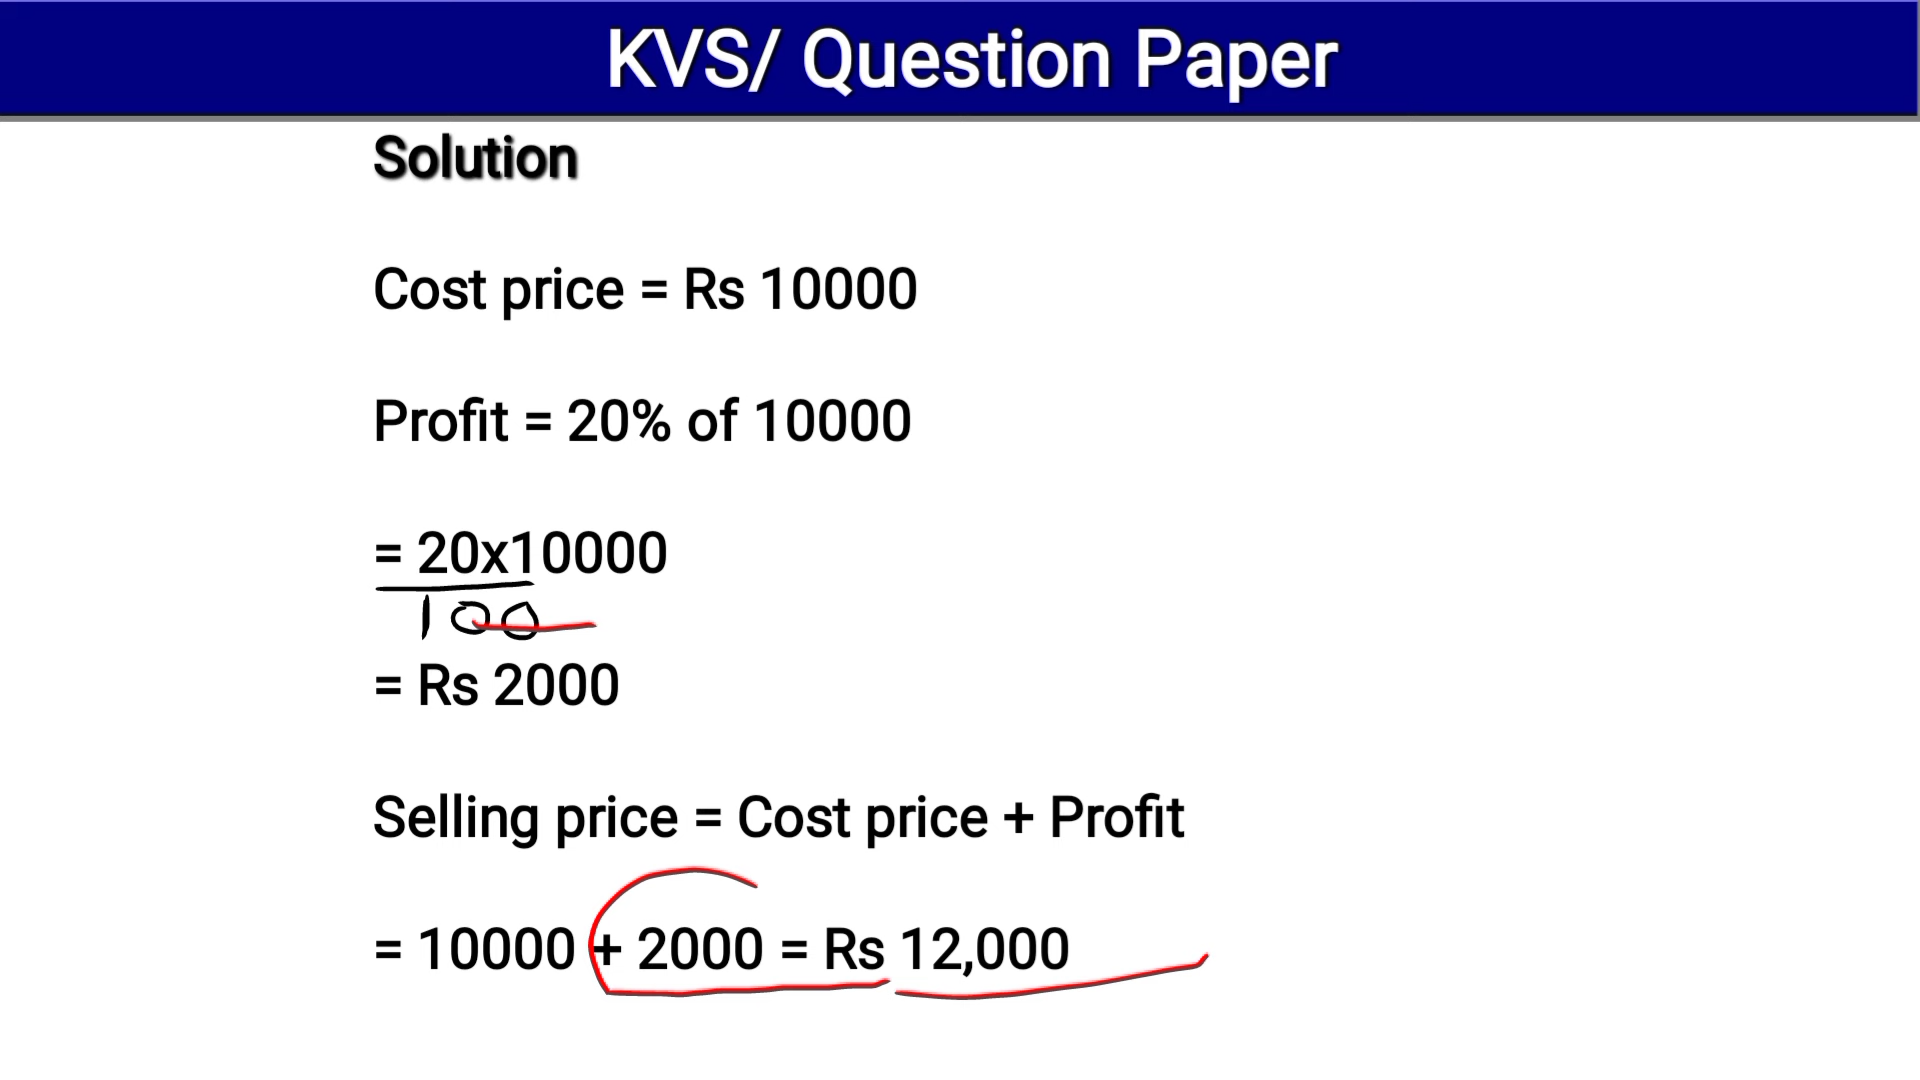 KVS/ Question Paper
Solution
Cost price = Rs 10000
Profit = 20% of 10000
= 20x10000
100
= Rs 2000
Selling price = Cost price + Profit
= 10000 + 2000 = Rs 12,000